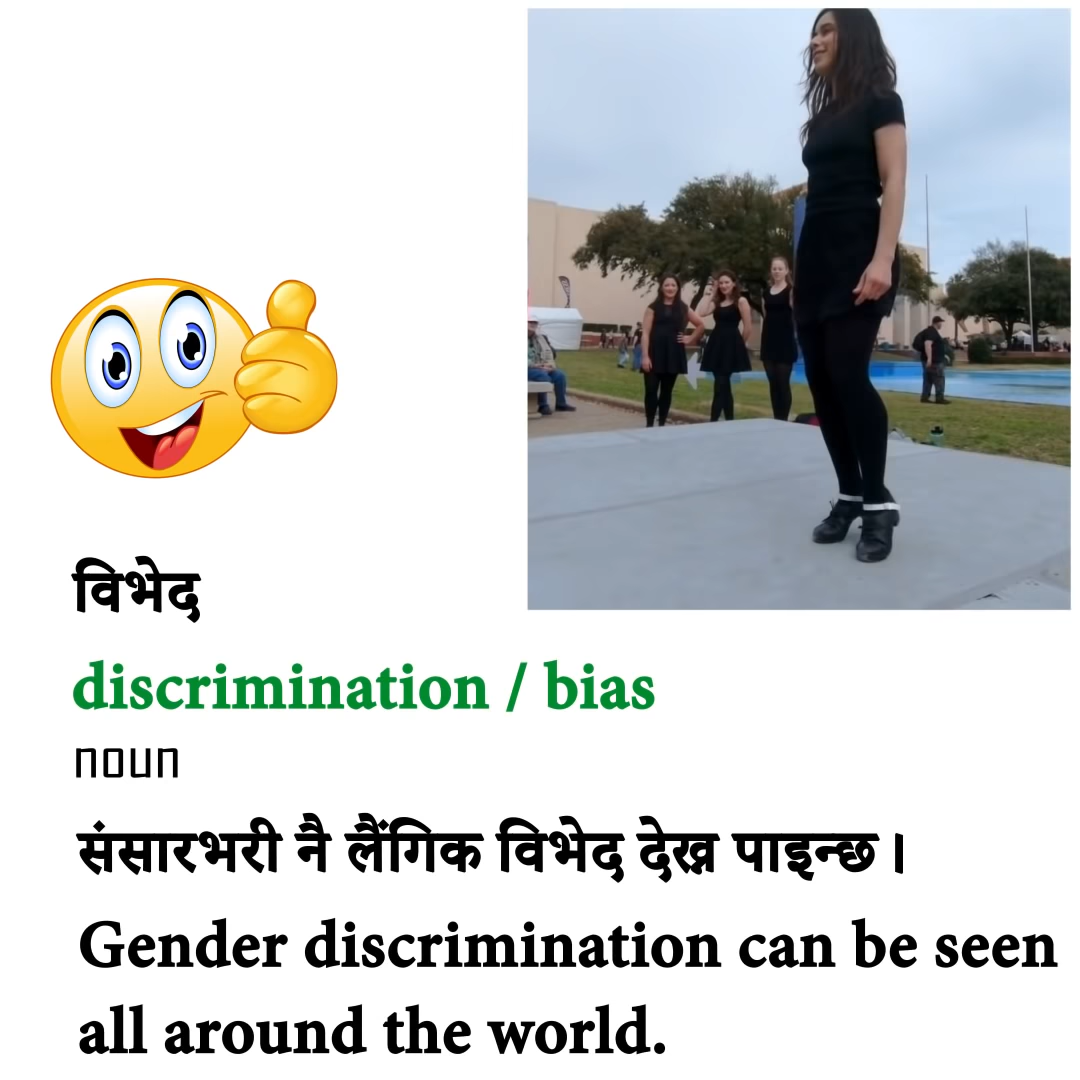 विभेद
discrimination / bias
noun
संसारभरी नै लैंगिक विभेद देख्न पाइन्छ ।
Gender discrimination can be seen
all around the world.